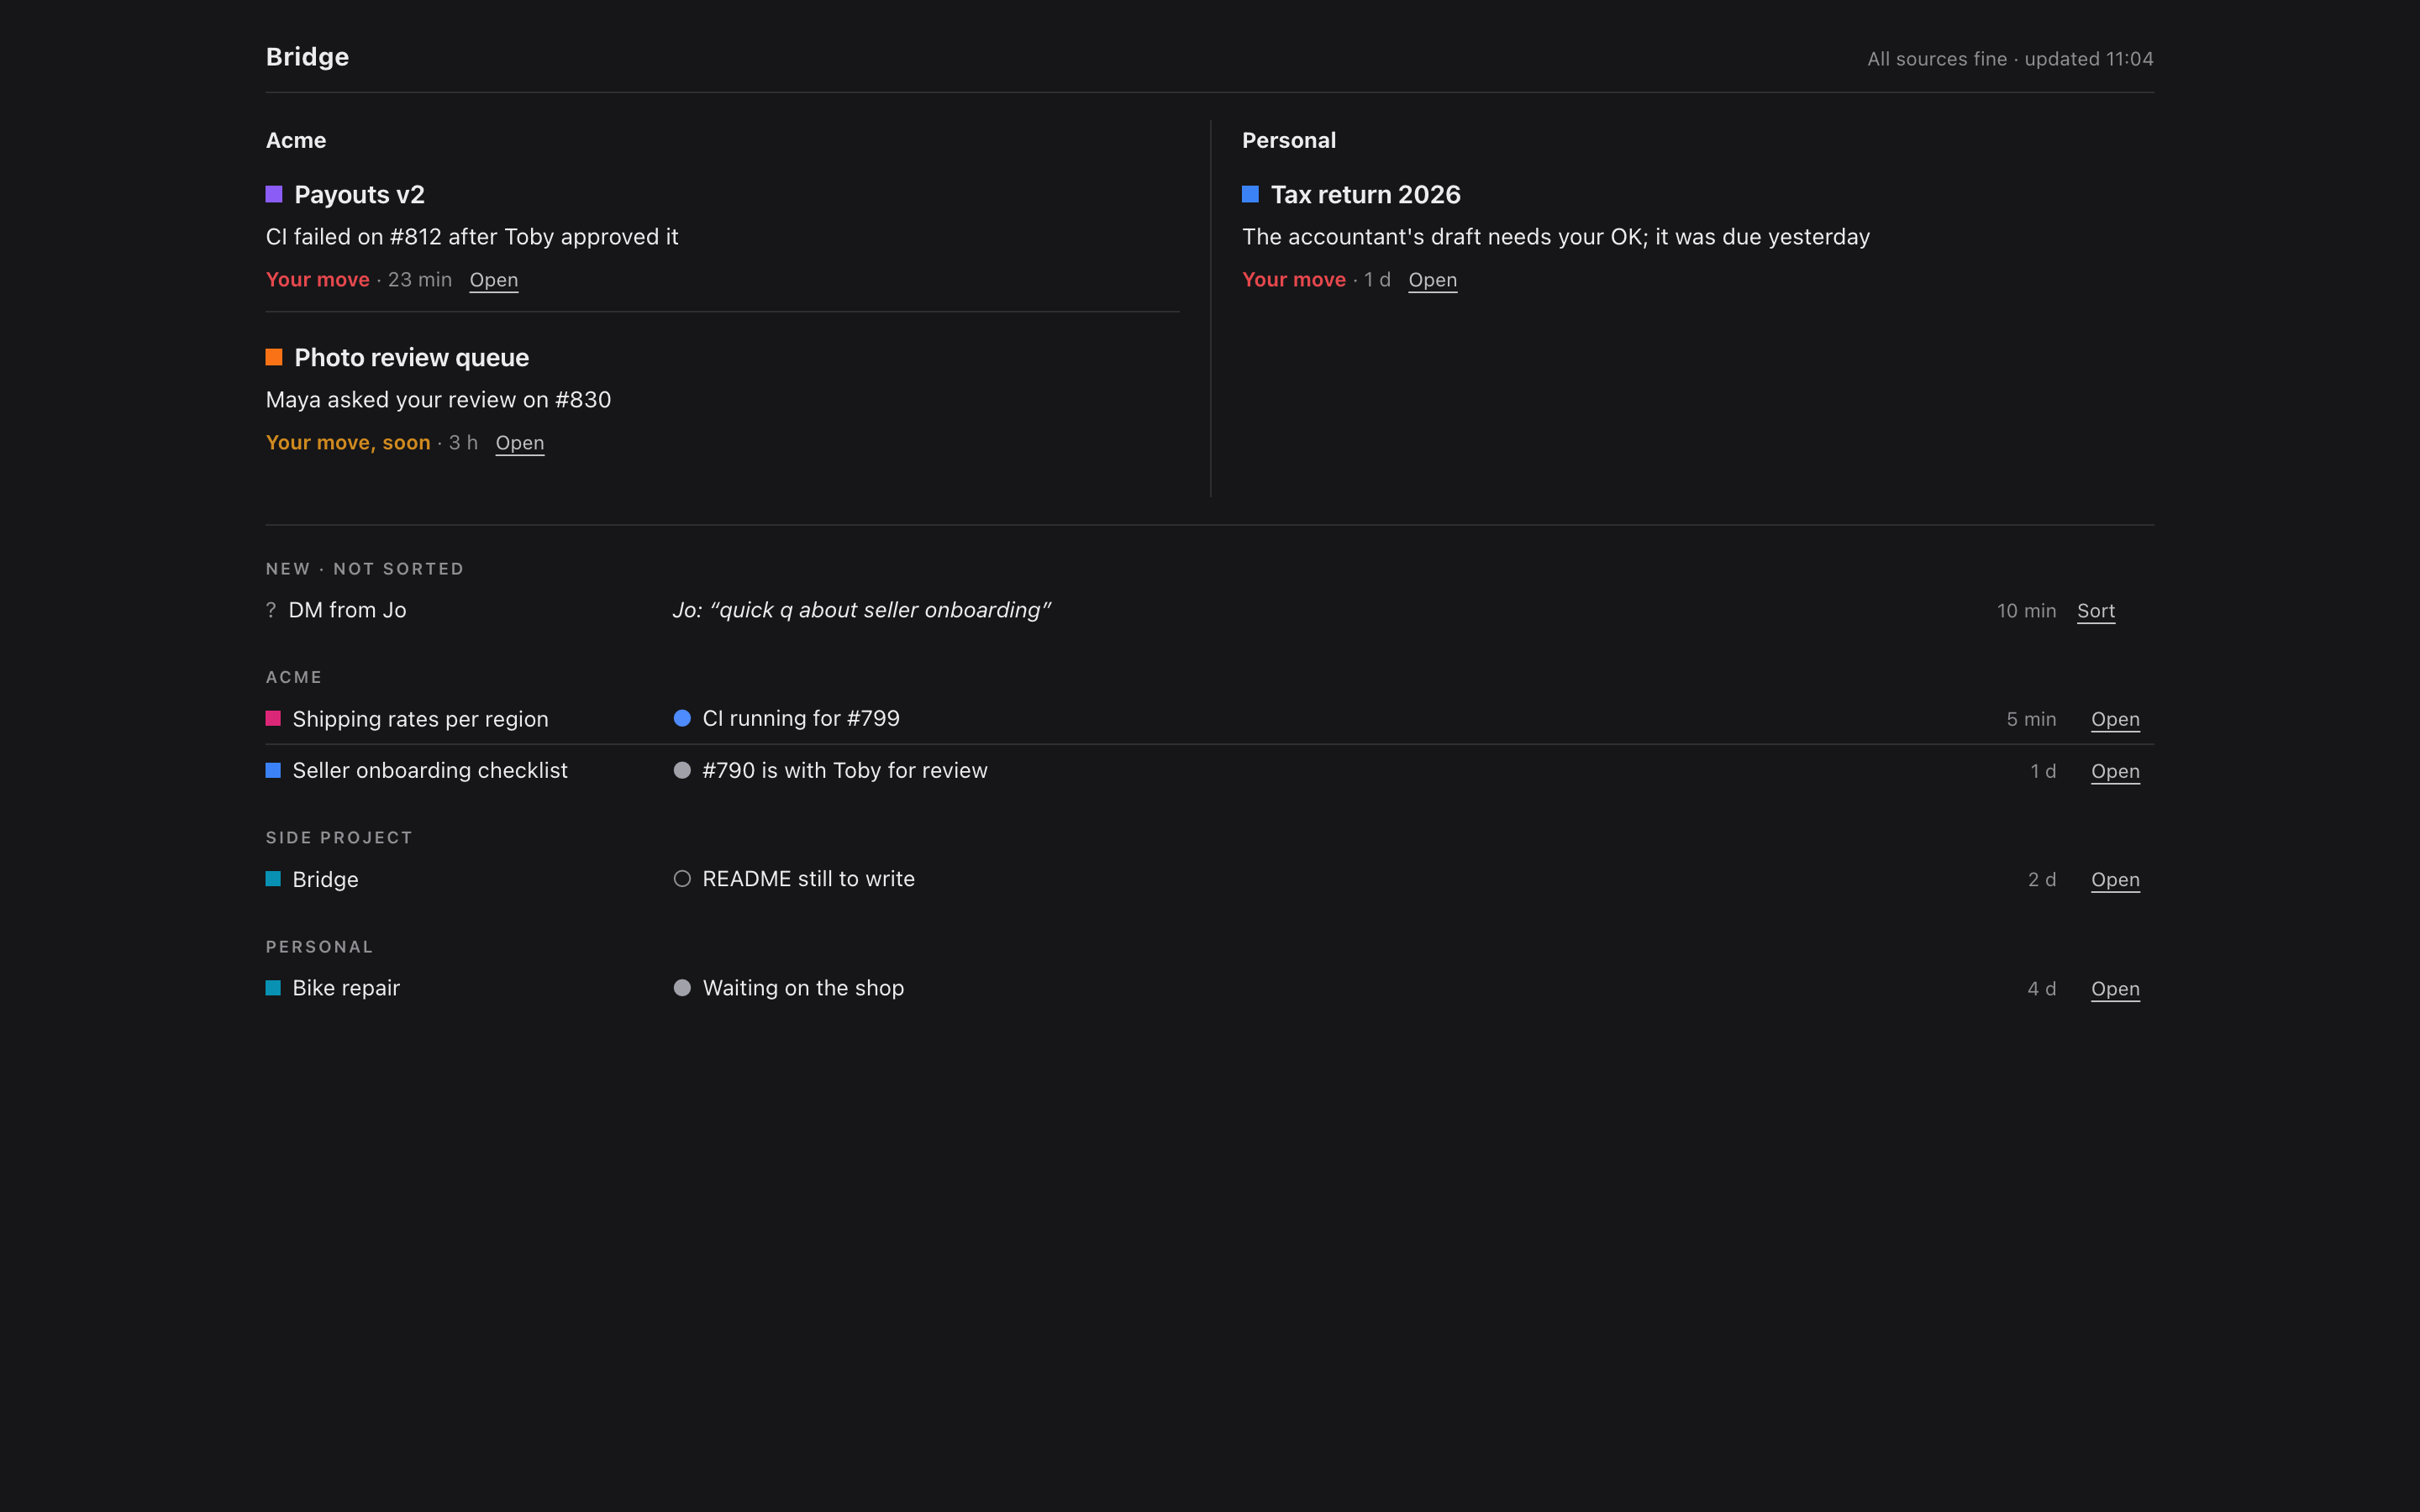 Bridge
All sources fine · updated 11:04
Acme
Payouts v2
CI failed on #812 after Toby approved it
Your move · 23 min Open
Photo review queue
Maya asked your review on #830
Your move, soon · 3 h Open
Personal
Tax return 2026
The accountant's draft needs your OK; it was due yesterday
Your move · 1 d Open
NEW · NOT SORTED
? DM from Jo Jo: “quick q about seller onboarding” 10 min Sort
ACME
Shipping rates per region CI running for #799 5 min Open
Seller onboarding checklist #790 is with Toby for review 1 d Open
SIDE PROJECT
Bridge README still to write 2 d Open
PERSONAL
Bike repair Waiting on the shop 4 d Open